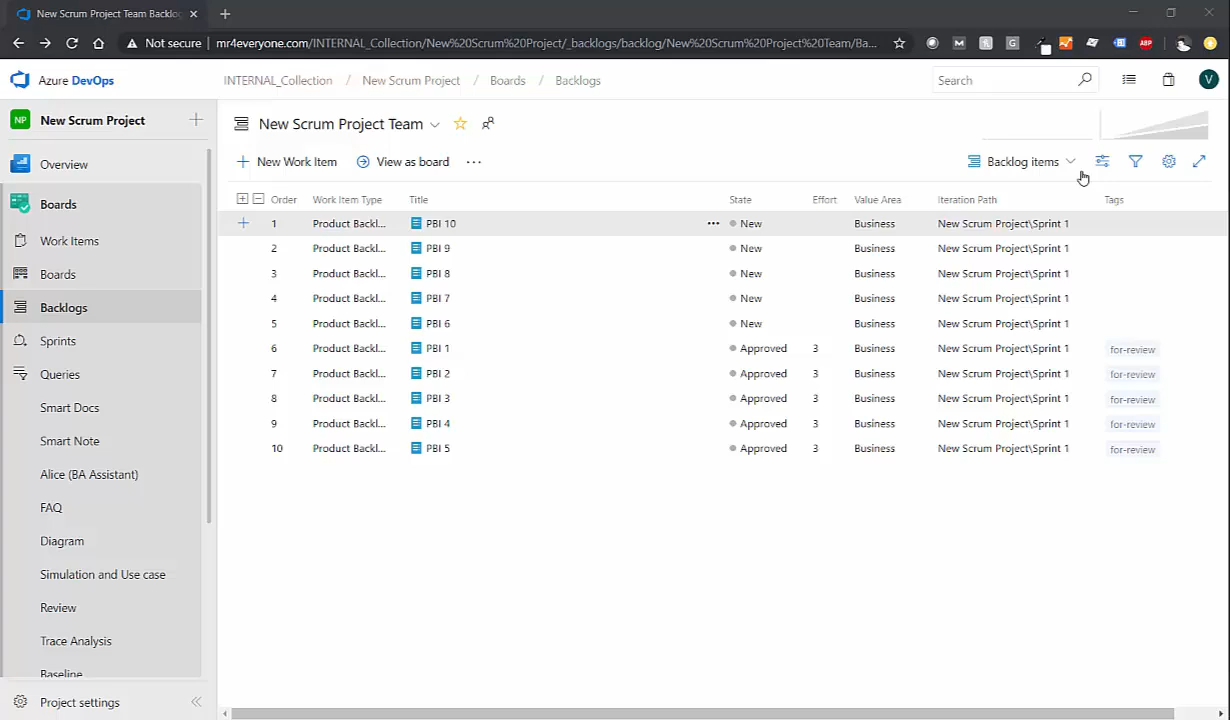 New Scrum Project Team Backlog
Not secure mr4everyone.com/INTERNAL_Collection/New%20Scrum%20Project/_backlogs/backlog/New%20Scrum%20Project%20Team/Ba...
M G ABP
Azure DevOps INTERNAL_Collection / New Scrum Project / Boards / Backlogs Search V
NP New Scrum Project
New Scrum Project Team
Overview
New Work Item View as board ... Backlog items
Boards
Work Items
Boards
Backlogs
Sprints
Queries
Smart Docs
Smart Note
Alice (BA Assistant)
FAQ
Diagram
Simulation and Use case
Review
Trace Analysis
Baseline
Project settings
Order Work Item Type Title State Effort Value Area Iteration Path Tags
1 Product Backl... PBI 10 ... New Business New Scrum Project\Sprint 1
2 Product Backl... PBI 9 New Business New Scrum Project\Sprint 1
3 Product Backl... PBI 8 New Business New Scrum Project\Sprint 1
4 Product Backl... PBI 7 New Business New Scrum Project\Sprint 1
5 Product Backl... PBI 6 New Business New Scrum Project\Sprint 1
6 Product Backl... PBI 1 Approved 3 Business New Scrum Project\Sprint 1 for-review
7 Product Backl... PBI 2 Approved 3 Business New Scrum Project\Sprint 1 for-review
8 Product Backl... PBI 3 Approved 3 Business New Scrum Project\Sprint 1 for-review
9 Product Backl... PBI 4 Approved 3 Business New Scrum Project\Sprint 1 for-review
10 Product Backl... PBI 5 Approved 3 Business New Scrum Project\Sprint 1 for-review